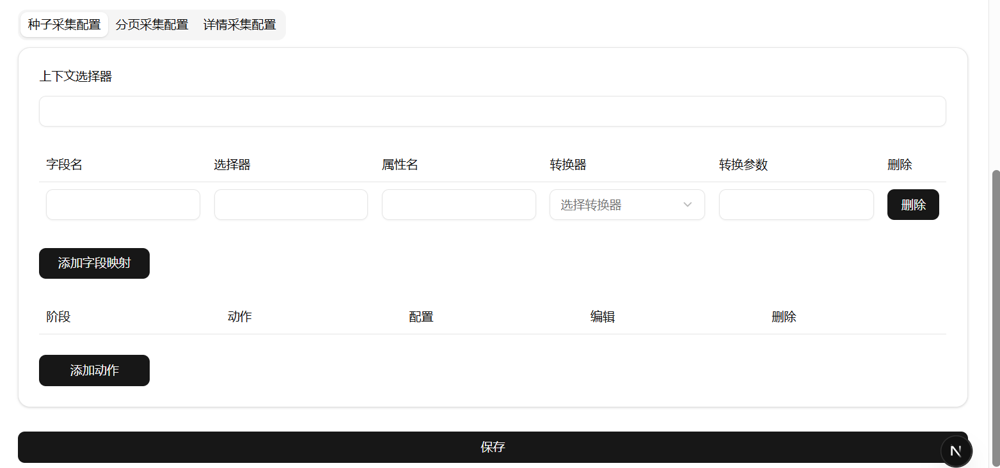 种子采集配置 分页采集配置 详情采集配置
上下文选择器
字段名 选择器 属性名 转换器 转换参数 删除
选择转换器 删除
添加字段映射
阶段 动作 配置 编辑 删除
添加动作
保存
N